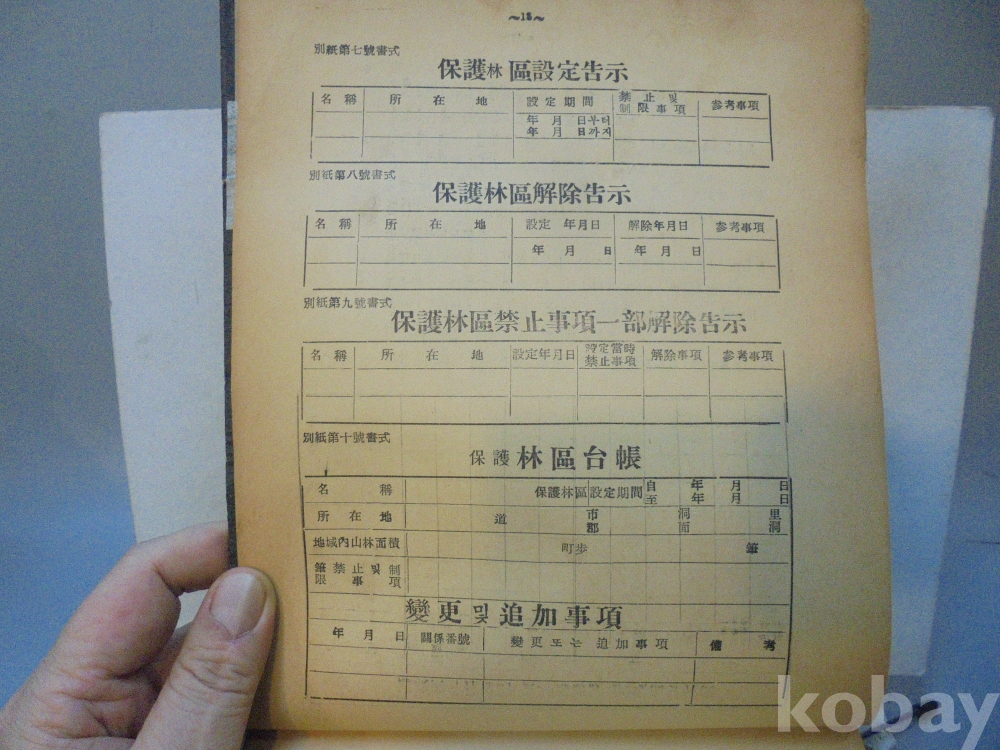 ~15~
別紙第七號書式
保護林區設定告示
名稱 所在地 設定期間 禁止및制限事項 参考事項
年 月 日부터
年 月 日까지
別紙第八號書式
保護林區解除告示
名稱 所在地 設定年月日 解除年月日 参考事項
年 月 日 年 月 日
別紙第九號書式
保護林區禁止事項一部解除告示
名稱 所在地 設定年月日 設定當時禁止事項 解除事項 参考事項
別紙第十號書式
保護林區台帳
名稱 保護林區設定期間 自 年 月 日
至 年 月 日
所在地 道 市 洞 里
郡 面 洞
地域內山林面積 町歩 筆
禁止및制
限事項
變更및追加事項
年月日 關係番號 變更또는追加事項 備考
kobay